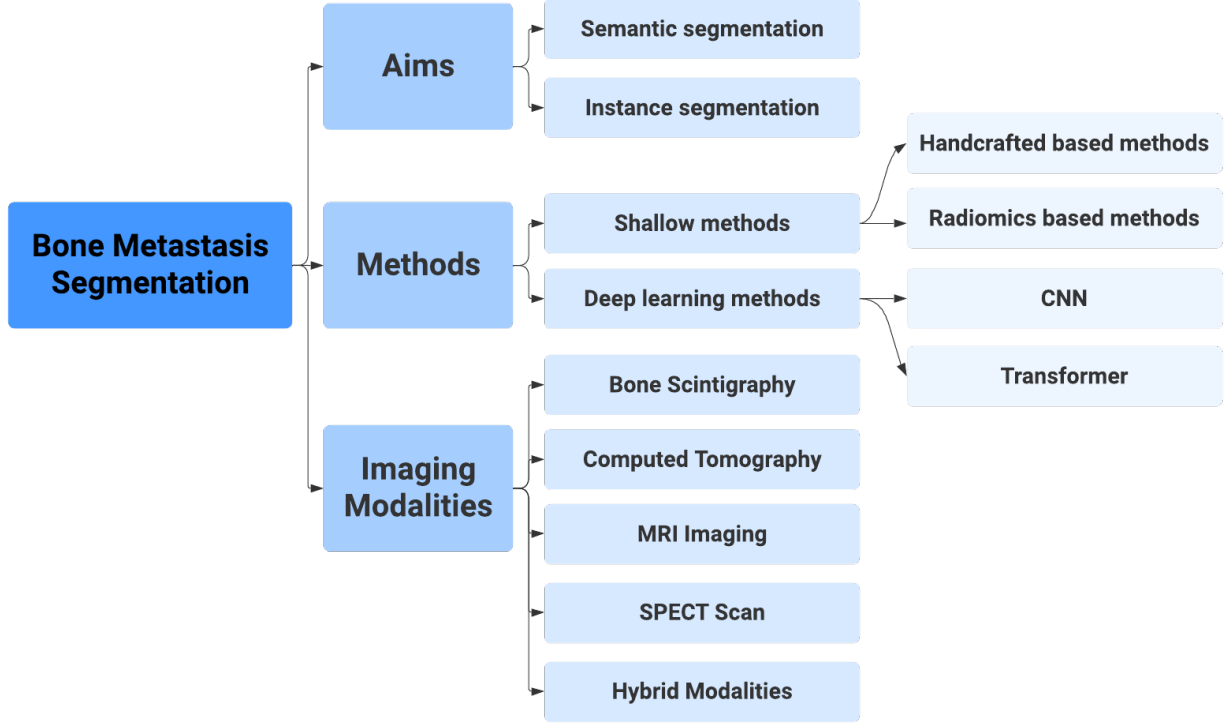 Bone Metastasis
Segmentation
Aims
Semantic segmentation
Instance segmentation
Methods
Shallow methods
Handcrafted based methods
Radiomics based methods
Deep learning methods
CNN
Transformer
Imaging
Modalities
Bone Scintigraphy
Computed Tomography
MRI Imaging
SPECT Scan
Hybrid Modalities